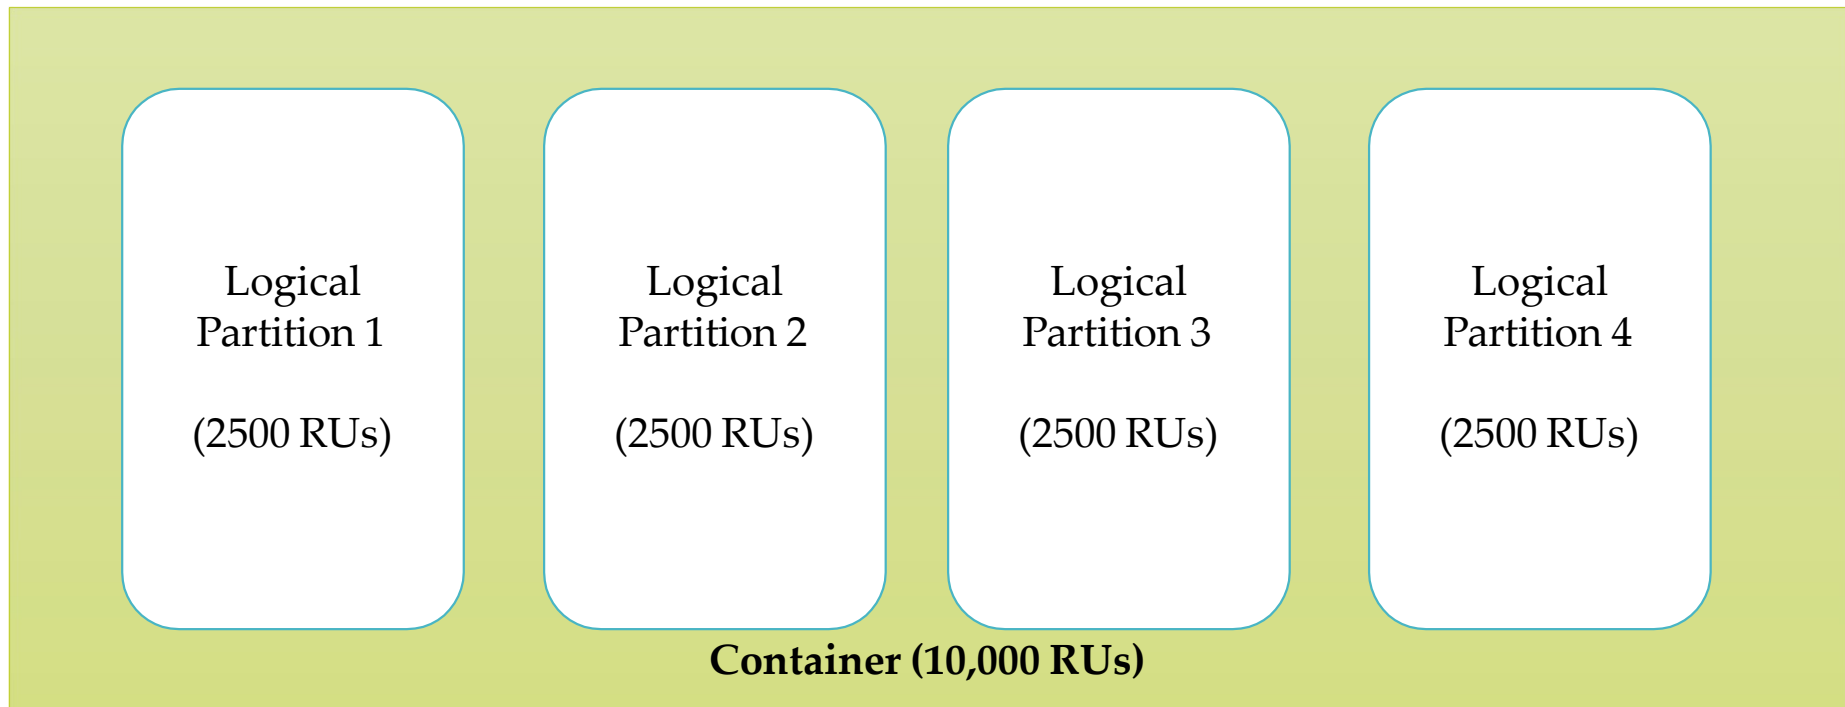 Logical
Partition 1
(2500 RUs)
Logical
Partition 2
(2500 RUs)
Logical
Partition 3
(2500 RUs)
Logical
Partition 4
(2500 RUs)
Container (10,000 RUs)